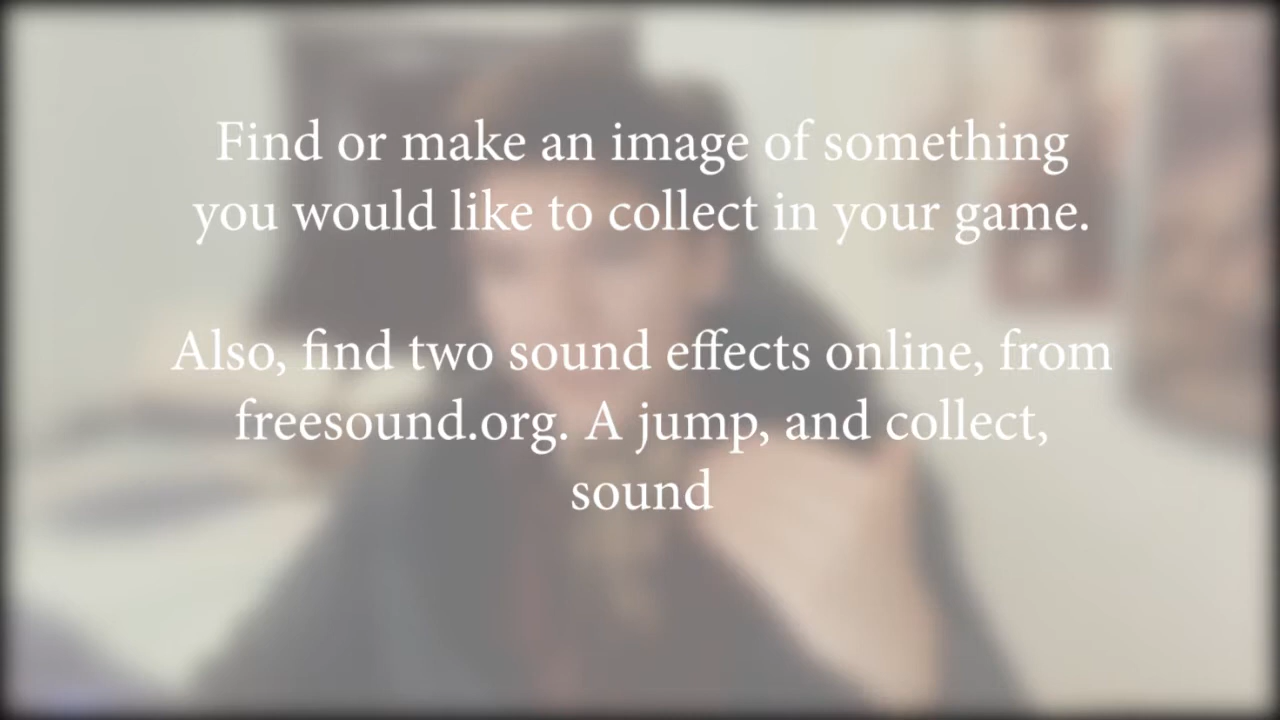 Find or make an image of something
you would like to collect in your game.
Also, find two sound effects online, from
freesound.org. A jump, and collect,
sound